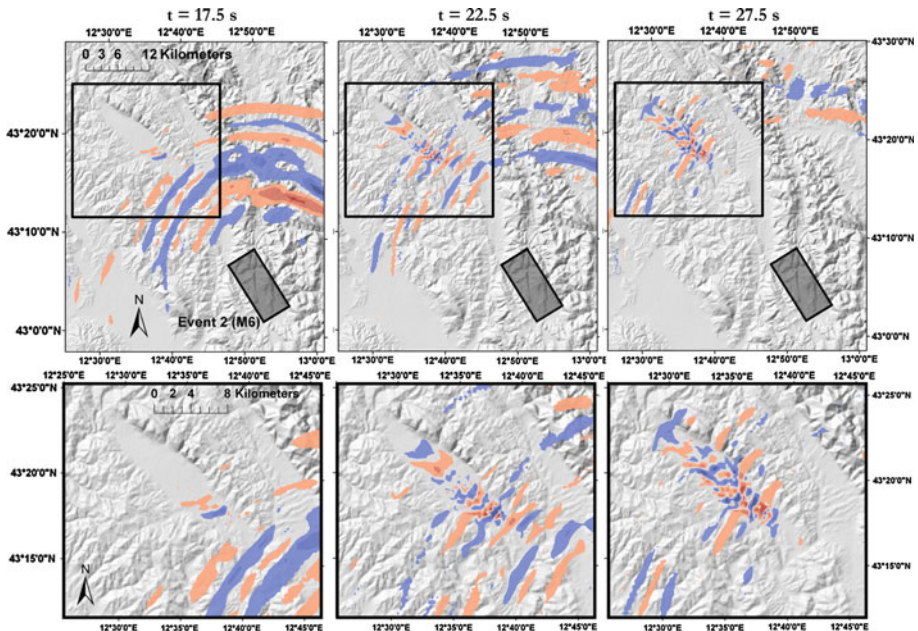 t = 17.5 s t = 22.5 s t = 27.5 s
12°30'0"E 12°40'0"E 12°50'0"E 12°30'0"E 12°40'0"E 12°50'0"E 12°30'0"E 12°40'0"E 12°50'0"E
0 3 6 12 Kilometers
43°30'0"N
43°20'0"N 43°20'0"N
43°10'0"N 43°10'0"N
N
Event 2 (M6)
43°0'0"N 43°0'0"N
12°30'0"E 12°40'0"E 12°50'0"E 13°0'0"E 12°30'0"E 12°40'0"E 12°50'0"E 13°0'0"E 12°30'0"E 12°40'0"E 12°50'0"E 13°0'0"E
12°30'0"E 12°35'0"E 12°40'0"E 12°45'0"E 12°30'0"E 12°35'0"E 12°40'0"E 12°45'0"E 12°30'0"E 12°35'0"E 12°40'0"E 12°45'0"E
43°25'0"N 43°25'0"N
0 2 4 8 Kilometers
43°20'0"N 43°20'0"N
43°15'0"N 43°15'0"N
N
12°30'0"E 12°35'0"E 12°40'0"E 12°45'0"E 12°30'0"E 12°35'0"E 12°40'0"E 12°45'0"E 12°30'0"E 12°35'0"E 12°40'0"E 12°45'0"E